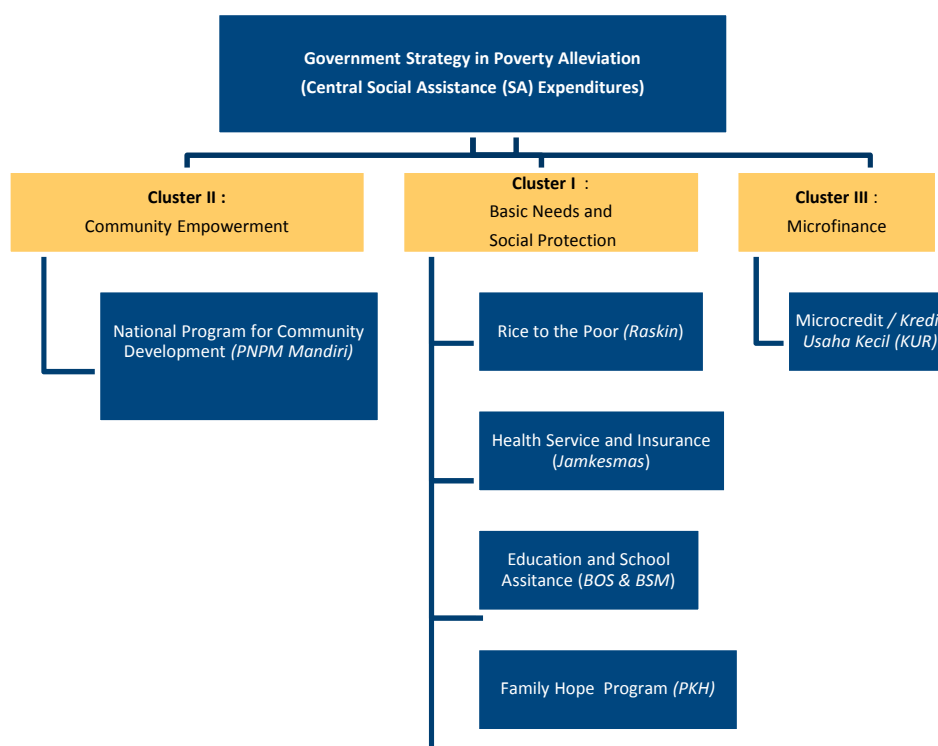 Government Strategy in Poverty Alleviation
(Central Social Assistance (SA) Expenditures)
Cluster II :
Community Empowerment
Cluster I :
Basic Needs and
Social Protection
Cluster III :
Microfinance
National Program for Community
Development (PNPM Mandiri)
Rice to the Poor (Raskin)
Microcredit / Kredi
Usaha Kecil (KUR)
Health Service and Insurance
(Jamkesmas)
Education and School
Assitance (BOS & BSM)
Family Hope Program (PKH)